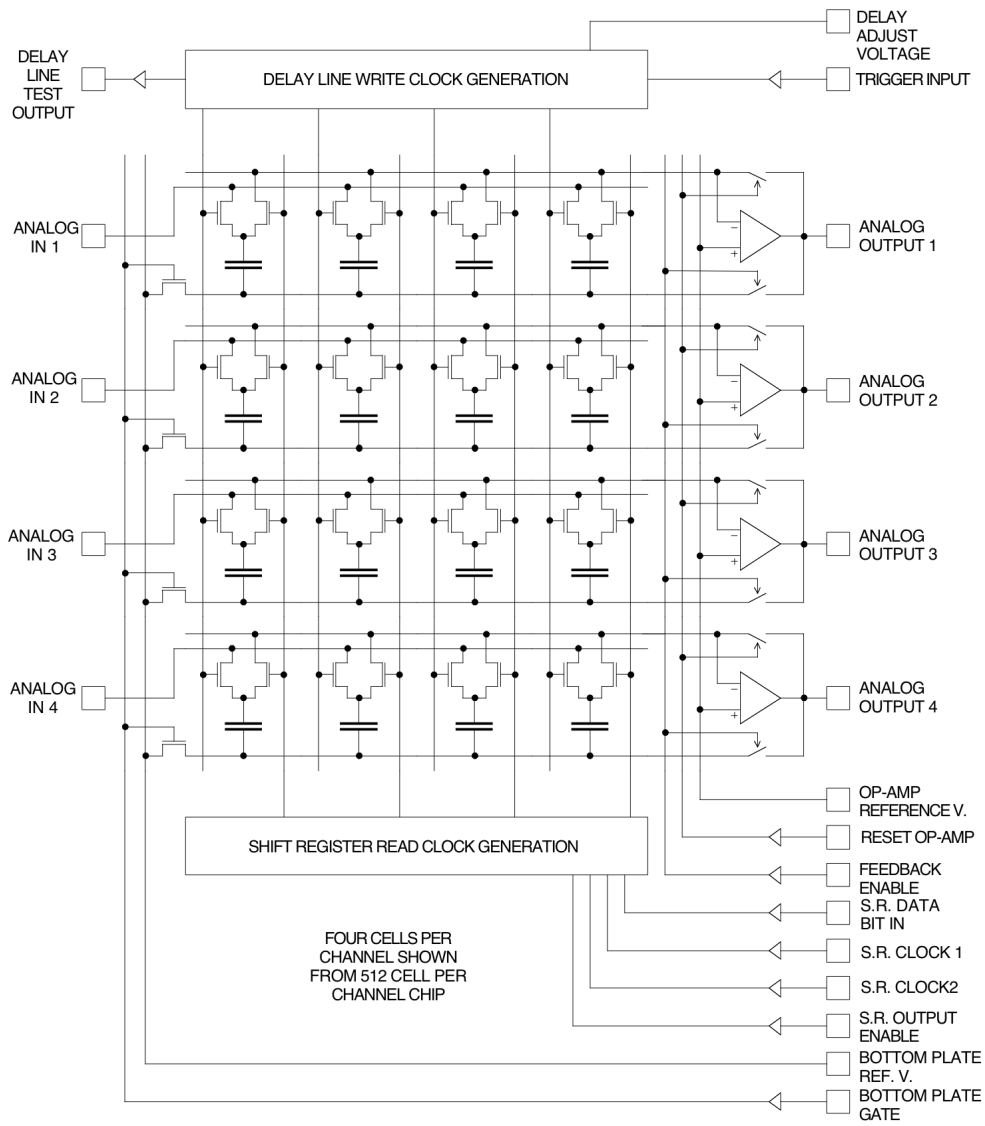 DELAY
ADJUST
VOLTAGE
DELAY
LINE
TEST
OUTPUT
DELAY LINE WRITE CLOCK GENERATION
TRIGGER INPUT
ANALOG
IN 1
−
+
ANALOG
OUTPUT 1
ANALOG
IN 2
−
+
ANALOG
OUTPUT 2
ANALOG
IN 3
−
+
ANALOG
OUTPUT 3
ANALOG
IN 4
−
+
ANALOG
OUTPUT 4
OP-AMP
REFERENCE V.
SHIFT REGISTER READ CLOCK GENERATION
RESET OP-AMP
FEEDBACK
ENABLE
S.R. DATA
BIT IN
FOUR CELLS PER
CHANNEL SHOWN
FROM 512 CELL PER
CHANNEL CHIP
S.R. CLOCK 1
S.R. CLOCK2
S.R. OUTPUT
ENABLE
BOTTOM PLATE
REF. V.
BOTTOM PLATE
GATE